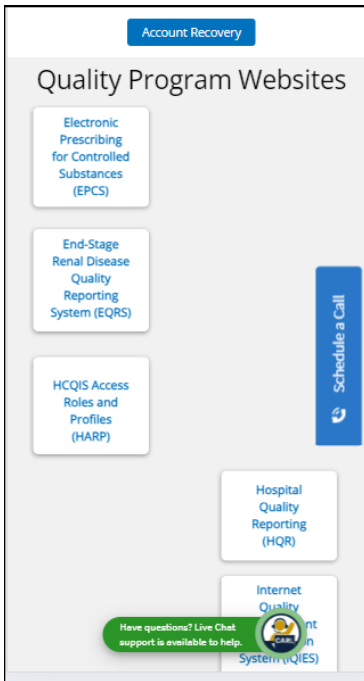 Account Recovery
Quality Program Websites
Electronic
Prescribing
for Controlled
Substances
(EPCS)
End-Stage
Renal Disease
Quality
Reporting
System (EQRS)
Schedule a Call
HCQIS Access
Roles and
Profiles
(HARP)
Hospital
Quality
Reporting
(HQR)
Internet
Quality
Have questions? Live Chat
support is available to help.
CARL
System (iQIES)